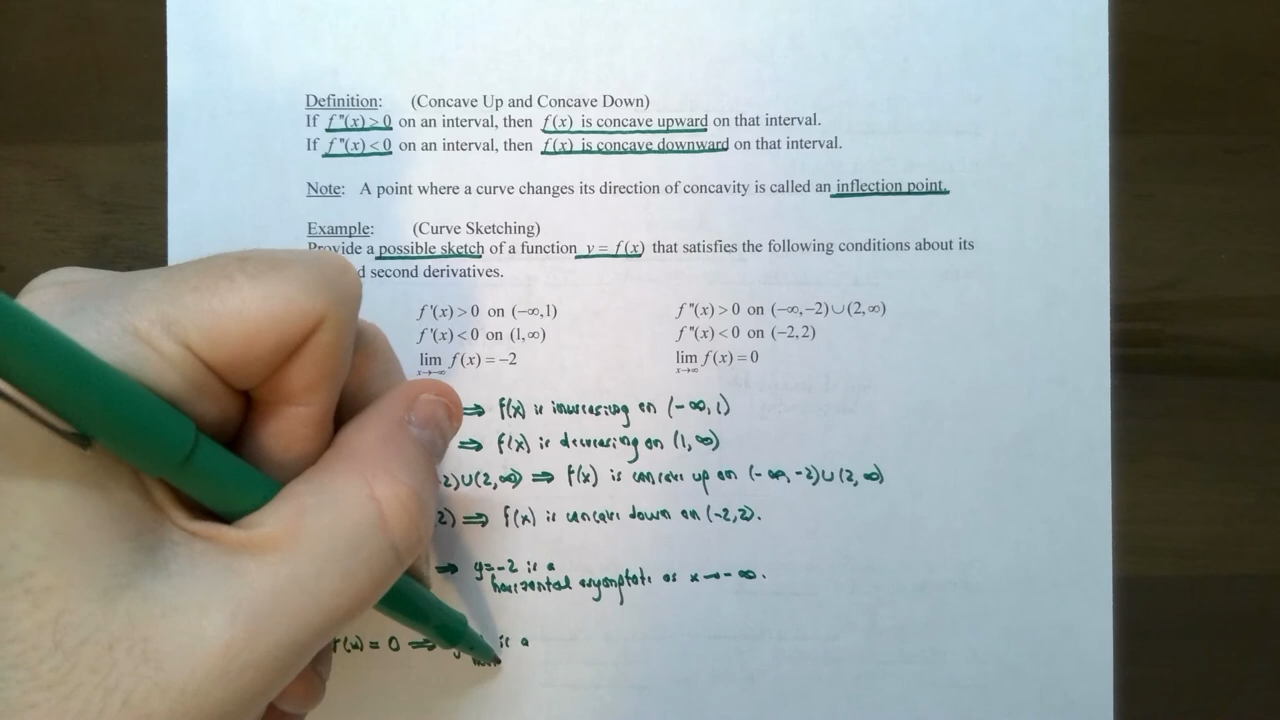 Definition: (Concave Up and Concave Down)
If f"(x) > 0 on an interval, then f(x) is concave upward on that interval.
If f"(x) < 0 on an interval, then f(x) is concave downward on that interval.
Note: A point where a curve changes its direction of concavity is called an inflection point.
Example: (Curve Sketching)
Provide a possible sketch of a function y = f(x) that satisfies the following conditions about its
second derivatives.
f'(x) > 0 on (−∞,1) f"(x) > 0 on (−∞,−2)∪(2,∞)
f'(x) < 0 on (1,∞) f"(x) < 0 on (−2,2)
lim f(x) = −2 lim f(x) = 0
x→−∞ x→∞
⇒ f(x) is increasing on (-∞, 1)
⇒ f(x) is decreasing on (1, ∞)
2)∪(2, ∞) ⇒ f(x) is concave up on (-∞, -2)∪(2, ∞)
2) ⇒ f(x) is concave down on (-2,2).
⇒ y=-2 is a
horizontal asymptote as x→-∞.
= 0 ⇒ is a